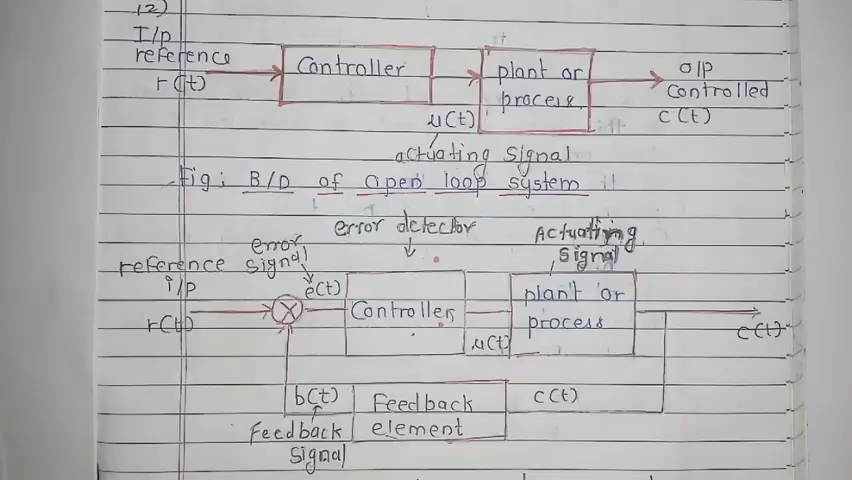 12)
I/p
reference
r(t)
Controller
plant or
process
O/P
Controlled
c(t)
u(t)
actuating signal
Fig: B/D of open loop system
error detector
error
signal
Actuating
signal
reference
i/p
r(t)
e(t)
Controller
plant or
process
u(t)
c(t)
b(t)
Feedback
element
c(t)
Feedback
signal